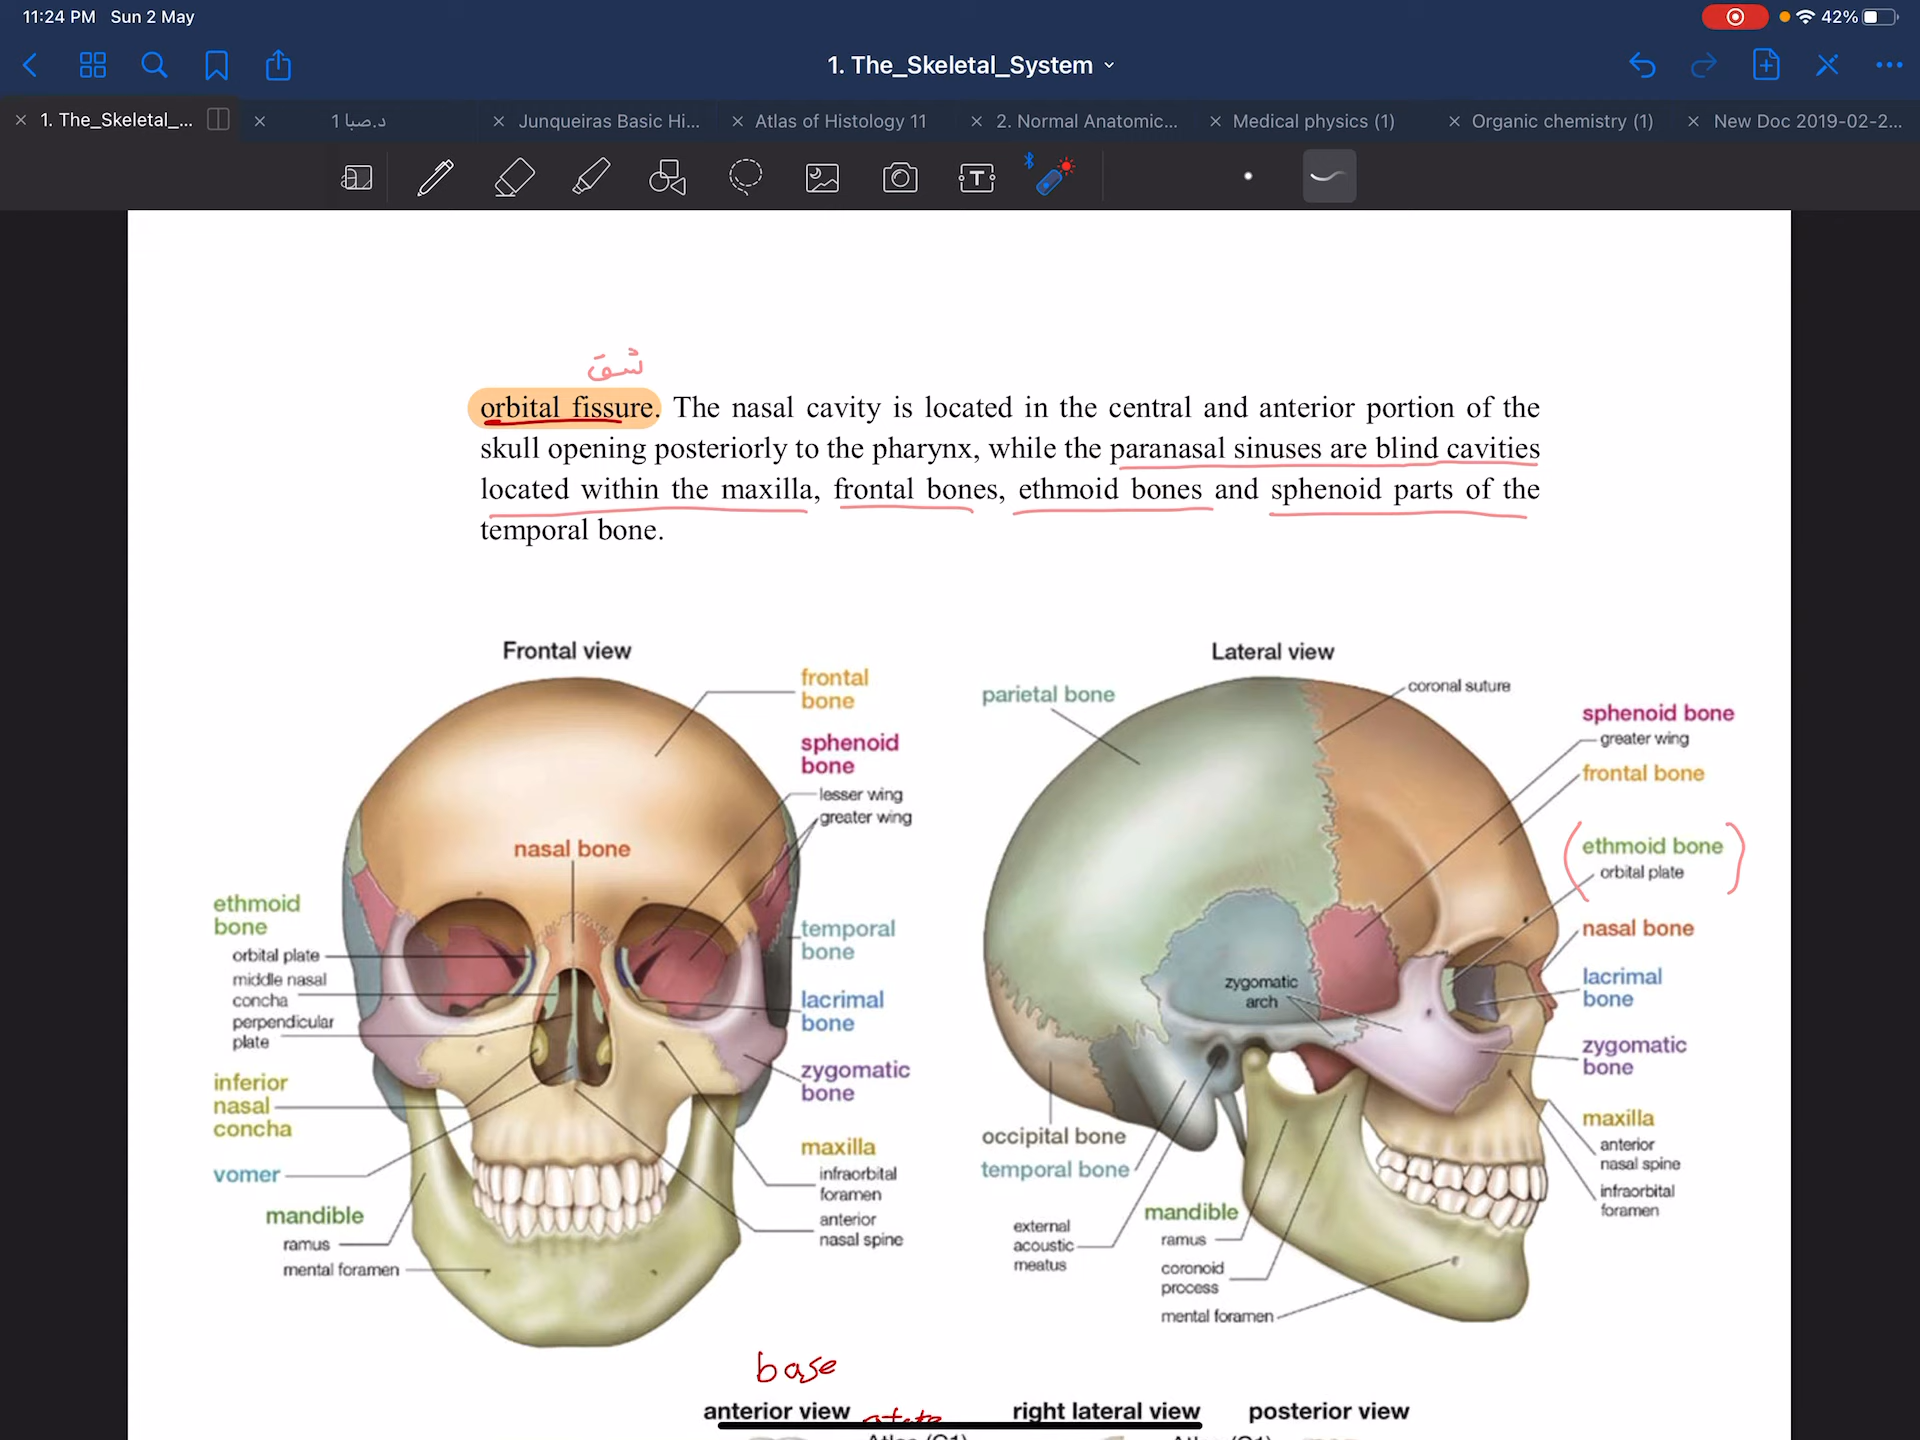 11:24 PM Sun 2 May
42%
1. The_Skeletal_System
1. The_Skeletal_...
د.صبا 1
Junqueiras Basic Hi...
Atlas of Histology 11
2. Normal Anatomic...
Medical physics (1)
Organic chemistry (1)
New Doc 2019-02-2...
شق
orbital fissure. The nasal cavity is located in the central and anterior portion of the
skull opening posteriorly to the pharynx, while the paranasal sinuses are blind cavities
located within the maxilla, frontal bones, ethmoid bones and sphenoid parts of the
temporal bone.
Frontal view
frontal
bone
sphenoid
bone
lesser wing
greater wing
nasal bone
ethmoid
bone
orbital plate
middle nasal
concha
perpendicular
plate
inferior
nasal
concha
vomer
mandible
ramus
mental foramen
temporal
bone
lacrimal
bone
zygomatic
bone
maxilla
infraorbital
foramen
anterior
nasal spine
Lateral view
parietal bone
coronal suture
sphenoid bone
greater wing
frontal bone
ethmoid bone
orbital plate
nasal bone
lacrimal
bone
zygomatic
bone
maxilla
anterior
nasal spine
infraorbital
foramen
zygomatic
arch
occipital bone
temporal bone
external
acoustic
meatus
mandible
ramus
coronoid
process
mental foramen
base
anterior view
right lateral view
posterior view
Atlas (C1)
Atlas (C1)